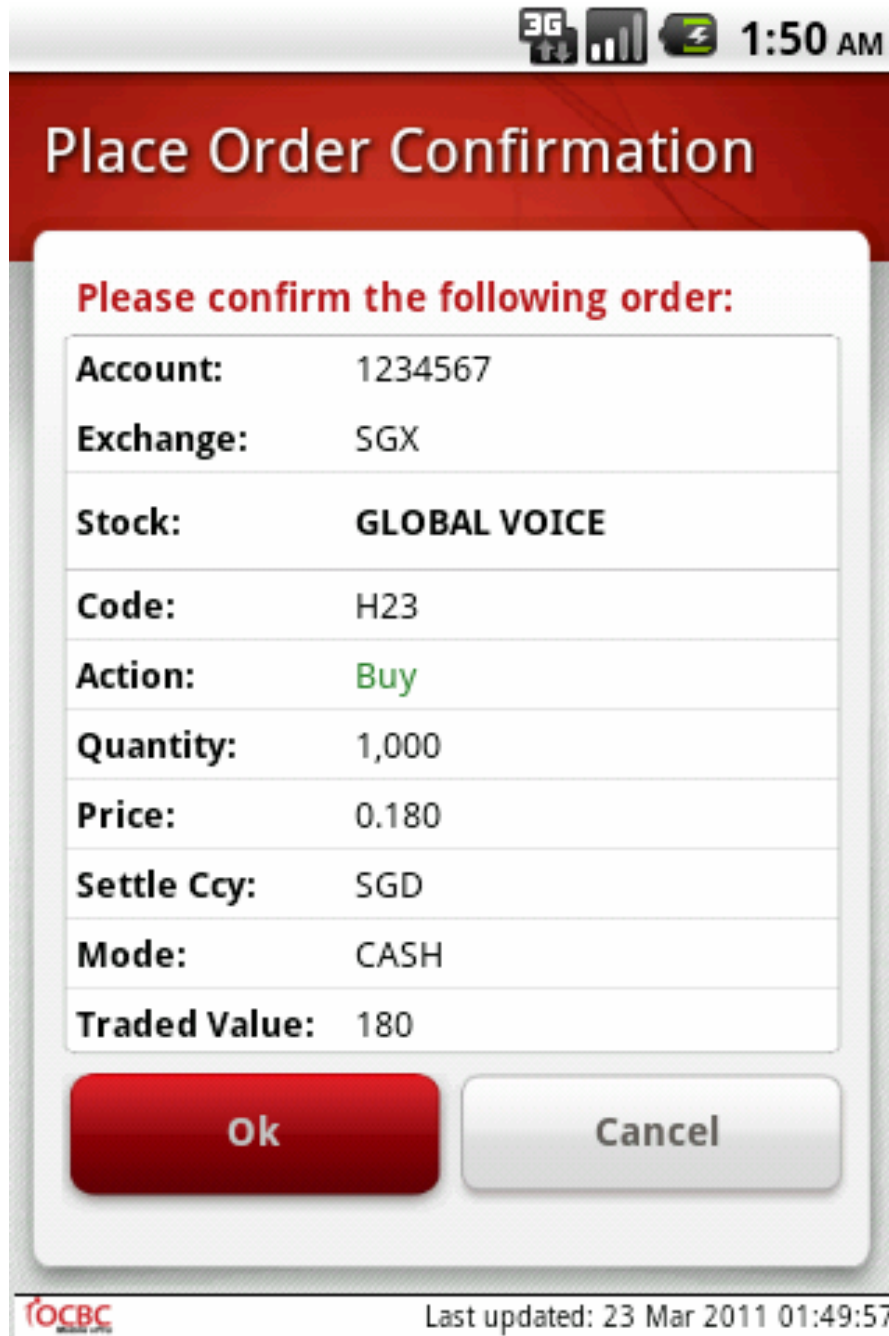 3G 1:50 AM
Place Order Confirmation
Please confirm the following order:
Account: 1234567
Exchange: SGX
Stock: GLOBAL VOICE
Code: H23
Action: Buy
Quantity: 1,000
Price: 0.180
Settle Ccy: SGD
Mode: CASH
Traded Value: 180
Ok Cancel
OCBC Last updated: 23 Mar 2011 01:49:57